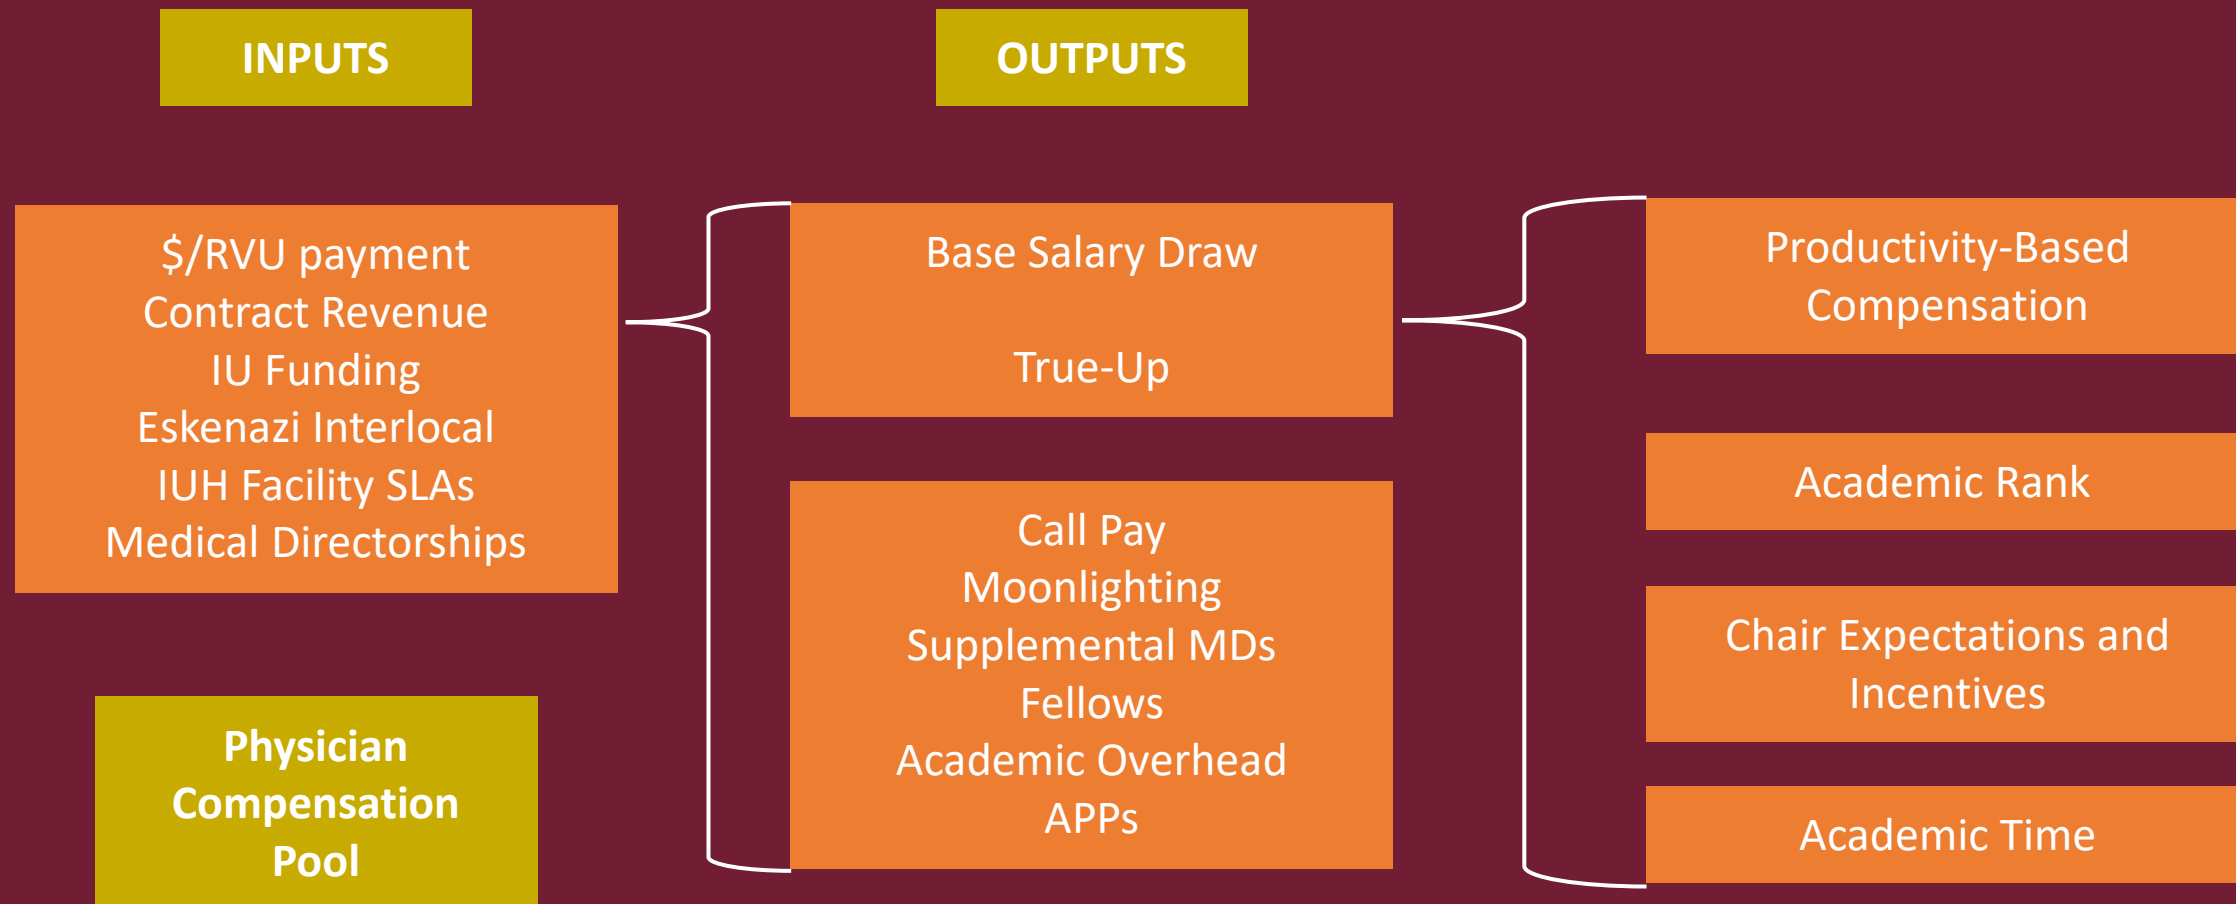 INPUTS
OUTPUTS
$/RVU payment
Contract Revenue
IU Funding
Eskenazi Interlocal
IUH Facility SLAs
Medical Directorships
Physician
Compensation
Pool
Base Salary Draw
True-Up
Call Pay
Moonlighting
Supplemental MDs
Fellows
Academic Overhead
APPs
Productivity-Based
Compensation
Academic Rank
Chair Expectations and
Incentives
Academic Time